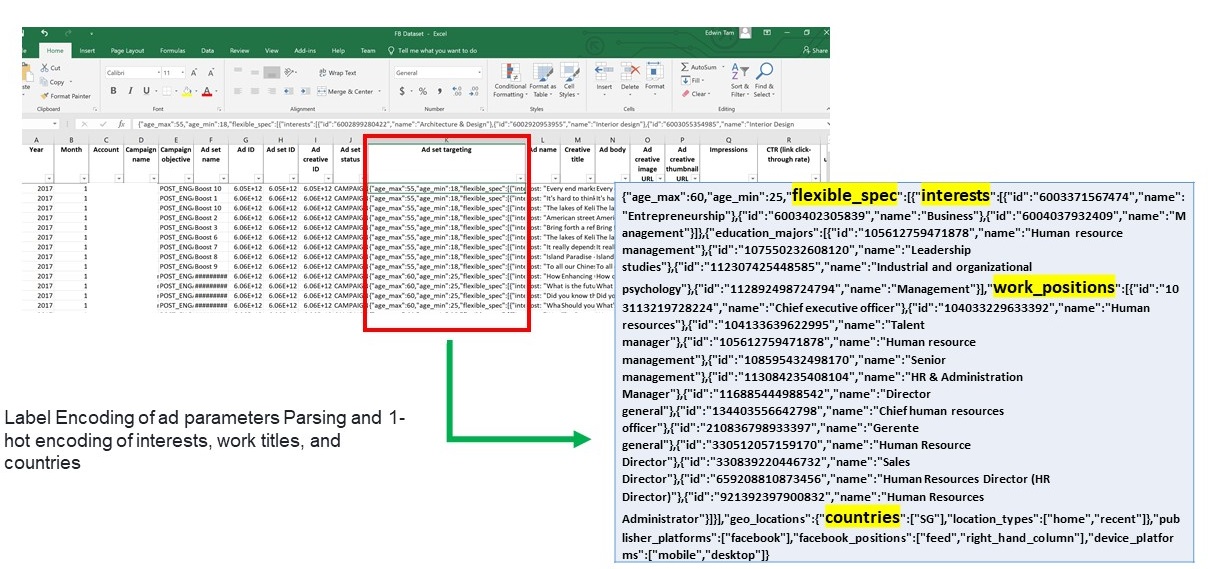 FB Dataset - Excel
Edwin Tam
Home Insert Page Layout Formulas Data Review View Add-ins Help Team Tell me what you want to do Share
Cut
Copy
Format Painter
Clipboard
Calibri 11
B I U
Font
Wrap Text
Merge & Center
Alignment
General
$ % ,
Number
Conditional Formatting
Format as Table
Cell Styles
Styles
Insert Delete Format
Cells
AutoSum
Fill
Clear
Sort & Filter
Find & Select
Editing
fx {"age_max":55,"age_min":18,"flexible_spec":[{"interests":[{"id":"6002899280422","name":"Architecture & Design"},{"id":"6002920953955","name":"Interior design"},{"id":"6003055354985","name":"Interior Design
A B C D E F G H I J K L M N O P Q R
Year Month Account Campaign name Campaign objective Ad set name Ad ID Ad set ID Ad creative ID Ad set status Ad set targeting Ad name Creative title Ad body Ad creative image URL Ad creative thumbnail URL Impressions CTR (link click-through rate)
2017 1 POST_ENG Boost 10 6.05E+12 6.05E+12 6.05E+12 CAMPAIG {"age_max":55,"age_min":18,"flexible_spec":[{"inte ost: "Every end marks Every
2017 1 POST_ENG Boost 1 6.06E+12 6.06E+12 6.06E+12 CAMPAIG {"age_max":55,"age_min":18,"flexible_spec":[{"inte ost: "It's hard to think It's h
2017 1 POST_ENG Boost 10 6.06E+12 6.06E+12 6.06E+12 CAMPAIG {"age_max":55,"age_min":18,"flexible_spec":[{"inte ost: "The lakes of Keli The la
2017 1 POST_ENG Boost 2 6.06E+12 6.06E+12 6.06E+12 CAMPAIG {"age_max":55,"age_min":18,"flexible_spec":[{"inte ost: "American street Ameri
2017 1 POST_ENG Boost 3 6.06E+12 6.06E+12 6.06E+12 CAMPAIG {"age_max":55,"age_min":18,"flexible_spec":[{"inte ost: "Bring forth a ref Bring
2017 1 POST_ENG Boost 6 6.06E+12 6.06E+12 6.06E+12 CAMPAIG {"age_max":55,"age_min":18,"flexible_spec":[{"inte ost: "The lakes of Keli The l
2017 1 POST_ENG Boost 7 6.06E+12 6.06E+12 6.06E+12 CAMPAIG {"age_max":55,"age_min":18,"flexible_spec":[{"inte ost: "It really depend It real
2017 1 POST_ENG Boost 8 6.06E+12 6.06E+12 6.06E+12 CAMPAIG {"age_max":55,"age_min":18,"flexible_spec":[{"inte ost: "Island Paradise Island
2017 1 POST_ENG Boost 9 6.06E+12 6.06E+12 6.06E+12 CAMPAIG {"age_max":55,"age_min":18,"flexible_spec":[{"inte ost: "To all our Chine To all
2017 1 POST_ENG ######### 6.06E+12 6.06E+12 6.06E+12 CAMPAIG {"age_max":60,"age_min":25,"flexible_spec":[{"inte ost: "How Enhancing How
2017 1 POST_ENG ######### 6.06E+12 6.06E+12 6.06E+12 CAMPAIG {"age_max":60,"age_min":25,"flexible_spec":[{"inte ost: "What is the futu What
2017 1 POST_ENG ######### 6.06E+12 6.06E+12 6.06E+12 CAMPAIG {"age_max":60,"age_min":25,"flexible_spec":[{"inte ost: "Did you know th Did yo
2017 1 POST_ENG ######### 6.06E+12 6.06E+12 6.06E+12 CAMPAIG {"age_max":60,"age_min":25,"flexible_spec":[{"inte Should you What'
{"age_max":60,"age_min":25,"flexible_spec":[{"interests":[{"id":"6003371567474","name":
"Entrepreneurship"},{"id":"6003402305839","name":"Business"},{"id":"6004037932409","name":"M
anagement"}]},{"education_majors":[{"id":"105612759471878","name":"Human resource
management"},{"id":"107550232608120","name":"Leadership
studies"},{"id":"112307425448585","name":"Industrial and organizational
psychology"},{"id":"112892498724794","name":"Management"}],"work_positions":[{"id":"10
3113219728224","name":"Chief executive officer"},{"id":"104033229633392","name":"Human
resources"},{"id":"104133639622995","name":"Talent
manager"},{"id":"105612759471878","name":"Human resource
management"},{"id":"108595432498170","name":"Senior
management"},{"id":"113084235408104","name":"HR & Administration
Manager"},{"id":"116885444988542","name":"Director
general"},{"id":"134403556642798","name":"Chief human resources
officer"},{"id":"210836798933397","name":"Gerente
general"},{"id":"330512057159170","name":"Human Resource
Director"},{"id":"330839220446732","name":"Sales
Director"},{"id":"659208810873456","name":"Human Resources Director (HR
Director)"},{"id":"921392397900832","name":"Human Resources
Administrator"}]}],"geo_locations":{"countries":["SG"],"location_types":["home","recent"]},"pub
lisher_platforms":["facebook"],"facebook_positions":["feed","right_hand_column"],"device_platfor
ms":["mobile","desktop"]}
Label Encoding of ad parameters Parsing and 1-
hot encoding of interests, work titles, and
countries